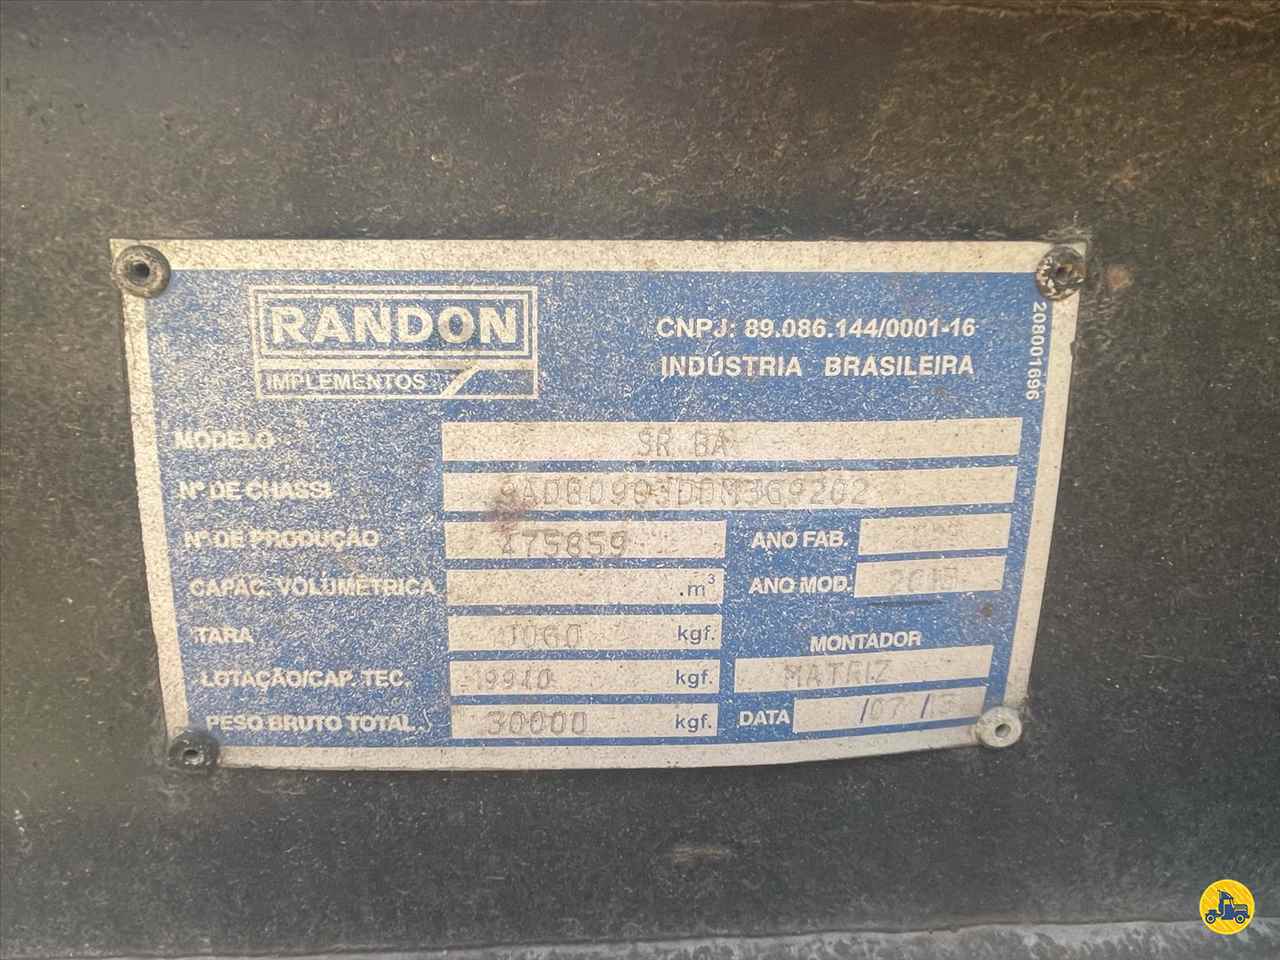 RANDON
IMPLEMENTOS
CNPJ: 89.086.144/0001-16
INDÚSTRIA BRASILEIRA
208001696
MODELO SR BA
Nº DE CHASSI
Nº DE PRODUÇÃO 475859 ANO FAB.
CAPAC. VOLUMÉTRICA .m³ ANO MOD.
TARA kgf. MONTADOR
LOTAÇÃO/CAP. TEC. kgf. MATRIZ
PESO BRUTO TOTAL 30000 kgf. DATA